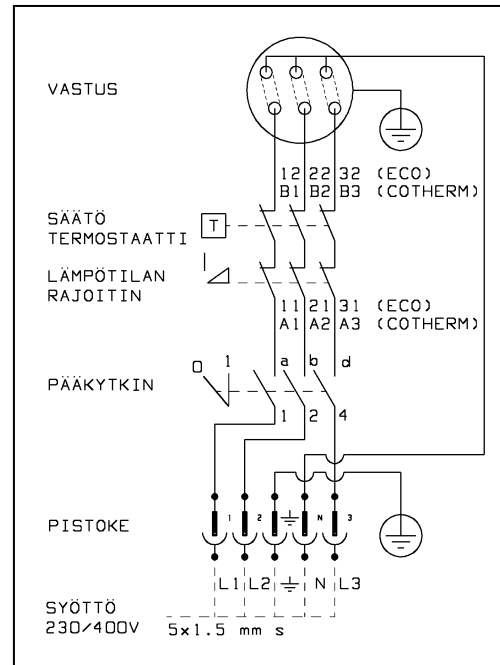 VASTUS
12 22 32 (ECO)
B1 B2 B3 (COTHERM)
SÄÄTÖ
TERMOSTAATTI
T
LÄMPÖTILAN
RAJOITIN
11 21 31 (ECO)
A1 A2 A3 (COTHERM)
0 1 a b d
PÄÄKYTKIN
1 2 4
PISTOKE
1 2 N 3
L1 L2 N L3
SYÖTTÖ
230/400V 5x1.5 mm s